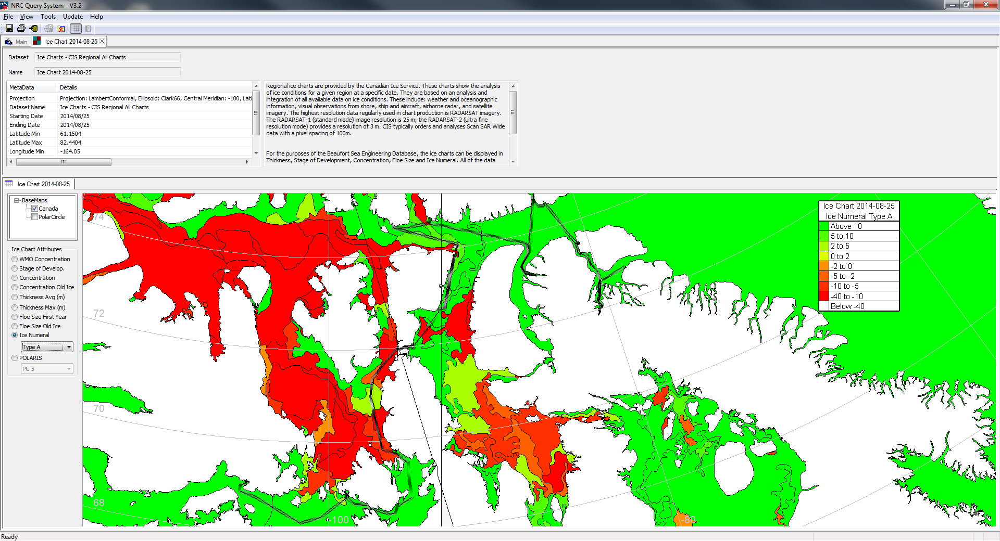 NRC Query System - V3.2
File View Tools Update Help
Main Ice Chart 2014-08-25
Dataset Ice Charts - CIS Regional All Charts
Name Ice Chart 2014-08-25
MetaData Details
Projection Projection: LambertConformal, Ellipsoid: Clark66, Central Meridian: -100, Lati
Dataset Name Ice Charts - CIS Regional All Charts
Starting Date 2014/08/25
Ending Date 2014/08/25
Latitude Min 61.1504
Latitude Max 82.4404
Longitude Min -164.05
Regional ice charts are provided by the Canadian Ice Service. These charts show the analysis
of ice conditions for a given region at a specific date. They are based on an analysis and
integration of all available data on ice conditions. These include: weather and oceanographic
information, visual observations from shore, ship and aircraft, airborne radar, and satellite
imagery. The highest resolution data regularly used in chart production is RADARSAT imagery.
The RADARSAT-1 (standard mode) image resolution is 25 m; the RADARSAT-2 (ultra fine
resolution mode) provides a resolution of 3 m. CIS typically orders and analyses Scan SAR Wide
data with a pixel spacing of 100m.
For the purposes of the Beaufort Sea Engineering Database, the ice charts can be displayed in
Thickness, Stage of Development, Concentration, Floe Size and Ice Numeral. All of the data
Ice Chart 2014-08-25
BaseMaps
Canada
PolarCircle
Ice Chart Attributes
WMO Concentration
Stage of Develop.
Concentration
Concentration Old Ice
Thickness Avg (m)
Thickness Max (m)
Floe Size First Year
Floe Size Old Ice
Ice Numeral
Type A
POLARIS
PC 5
74
72
70
68
-100
-80
Ice Chart 2014-08-25
Ice Numeral Type A
Above 10
5 to 10
2 to 5
0 to 2
-2 to 0
-5 to -2
-10 to -5
-40 to -10
Below -40
Ready